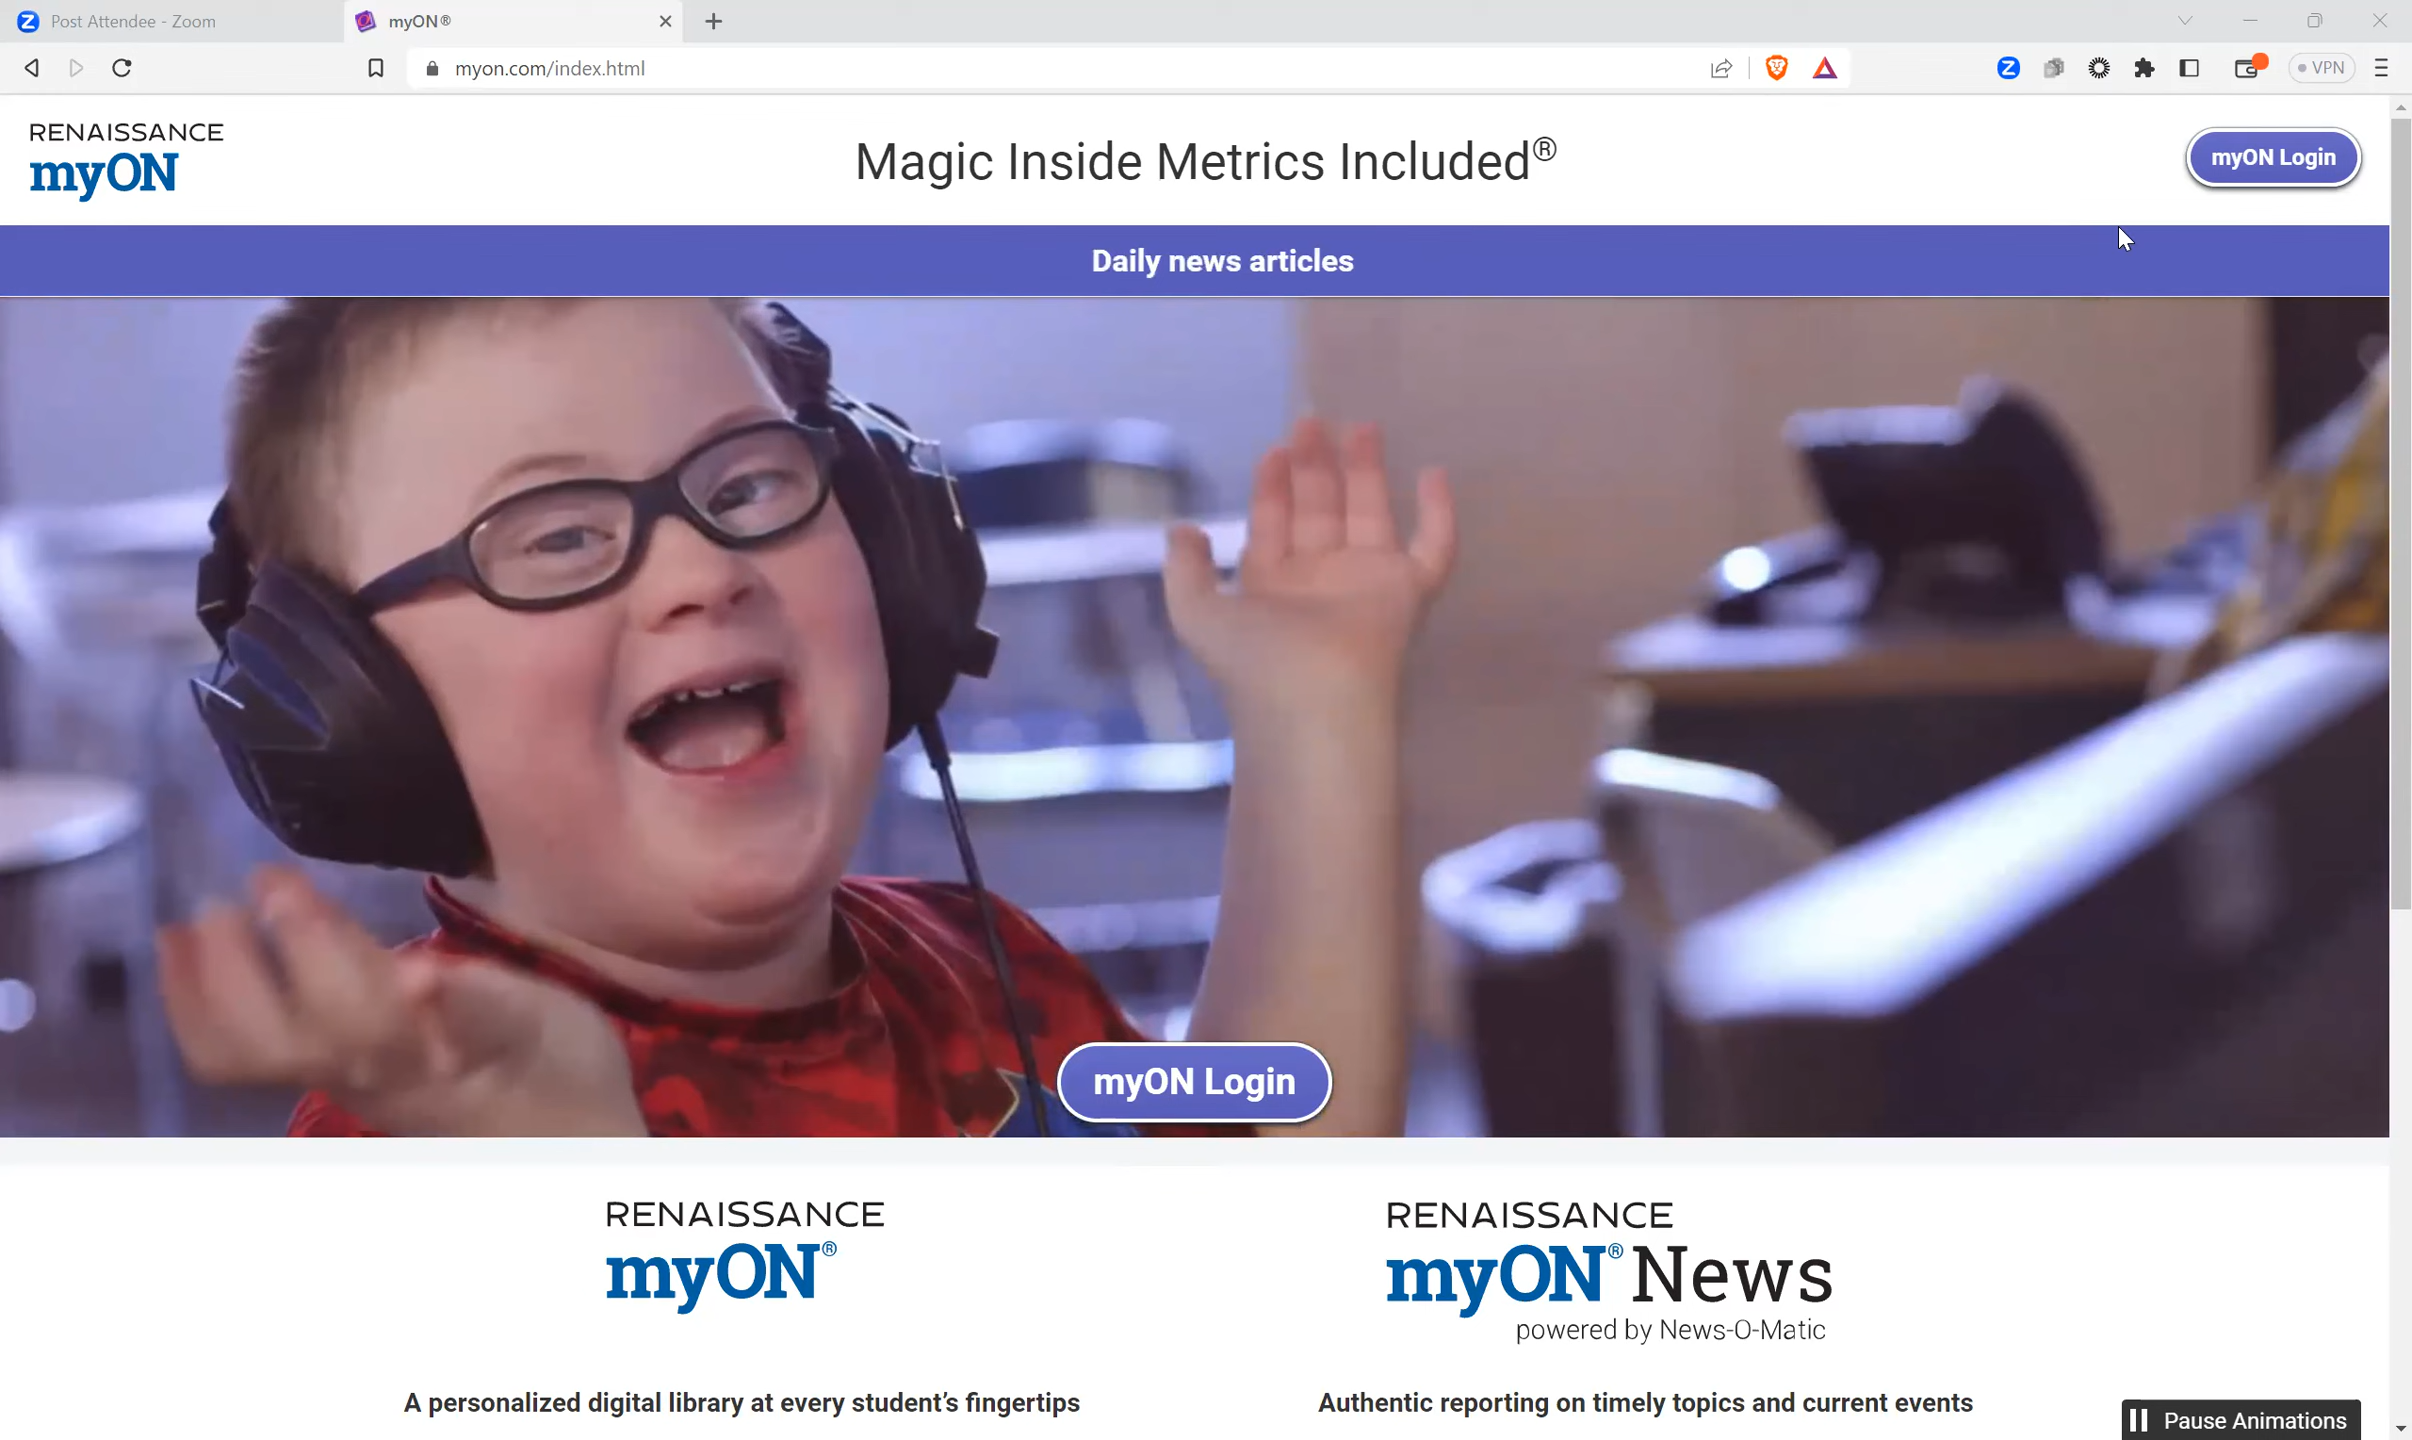 Post Attendee - Zoom
myON®
myon.com/index.html
VPN
RENAISSANCE
myON
Magic Inside Metrics Included®
myON Login
Daily news articles
myON Login
RENAISSANCE
myON®
A personalized digital library at every student’s fingertips
RENAISSANCE
myON® News
powered by News-O-Matic
Authentic reporting on timely topics and current events
Pause Animations